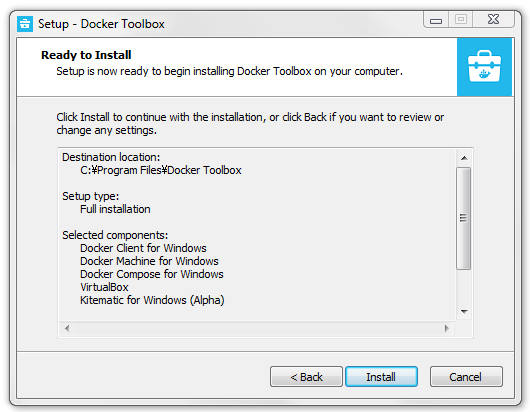 Setup - Docker Toolbox
Ready to Install
Setup is now ready to begin installing Docker Toolbox on your computer.
Click Install to continue with the installation, or click Back if you want to review or
change any settings.
Destination location:
C:¥Program Files¥Docker Toolbox
Setup type:
Full installation
Selected components:
Docker Client for Windows
Docker Machine for Windows
Docker Compose for Windows
VirtualBox
Kitematic for Windows (Alpha)
< Back
Install
Cancel